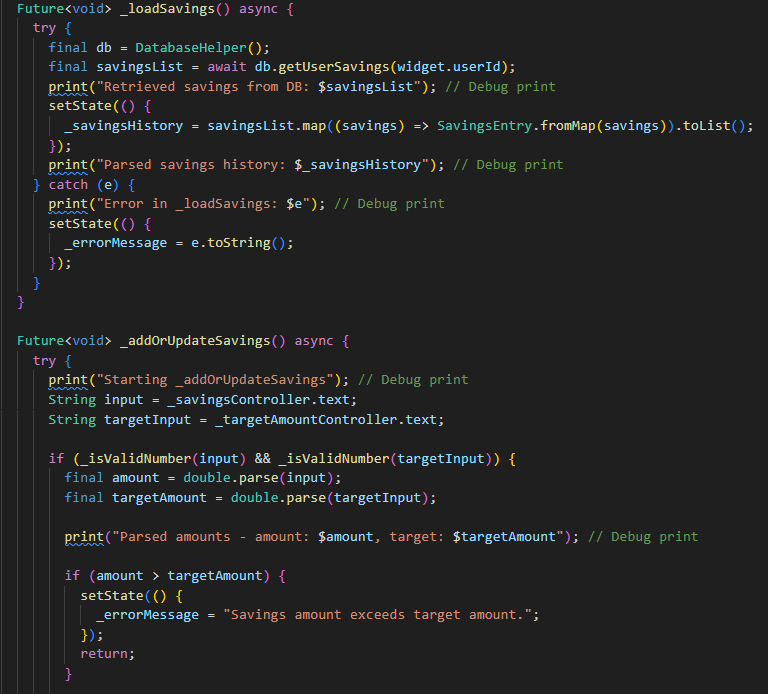 Future<void> _loadSavings() async {
  try {
    final db = DatabaseHelper();
    final savingsList = await db.getUserSavings(widget.userId);
    print("Retrieved savings from DB: $savingsList"); // Debug print
    setState(() {
      _savingsHistory = savingsList.map((savings) => SavingsEntry.fromMap(savings)).toList();
    });
    print("Parsed savings history: $_savingsHistory"); // Debug print
  } catch (e) {
    print("Error in _loadSavings: $e"); // Debug print
    setState(() {
      _errorMessage = e.toString();
    });
  }
}

Future<void> _addOrUpdateSavings() async {
  try {
    print("Starting _addOrUpdateSavings"); // Debug print
    String input = _savingsController.text;
    String targetInput = _targetAmountController.text;

    if (_isValidNumber(input) && _isValidNumber(targetInput)) {
      final amount = double.parse(input);
      final targetAmount = double.parse(targetInput);

      print("Parsed amounts - amount: $amount, target: $targetAmount"); // Debug print

      if (amount > targetAmount) {
        setState(() {
          _errorMessage = "Savings amount exceeds target amount.";
        });
        return;
      }